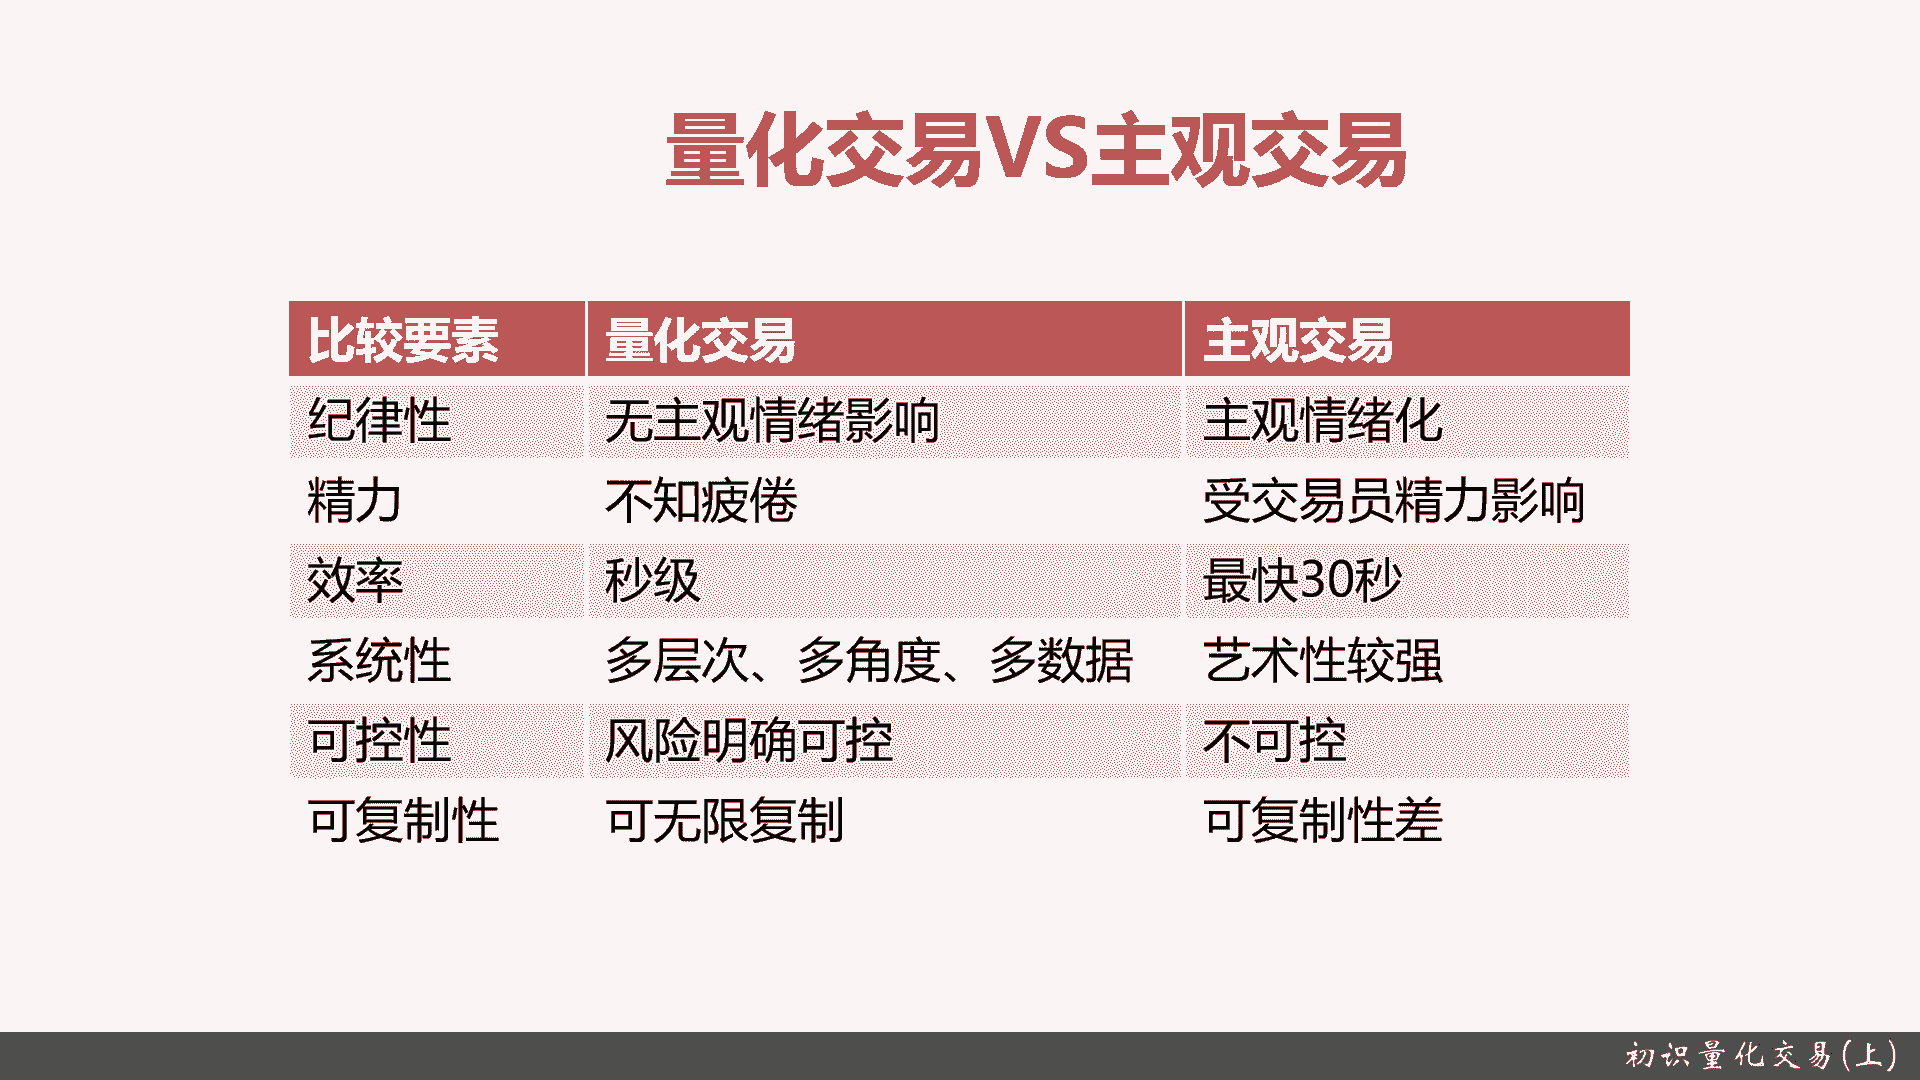 量化交易VS主观交易
比较要素 量化交易 主观交易
纪律性 无主观情绪影响 主观情绪化
精力 不知疲倦 受交易员精力影响
效率 秒级 最快30秒
系统性 多层次、多角度、多数据 艺术性较强
可控性 风险明确可控 不可控
可复制性 可无限复制 可复制性差
初识量化交易(上)